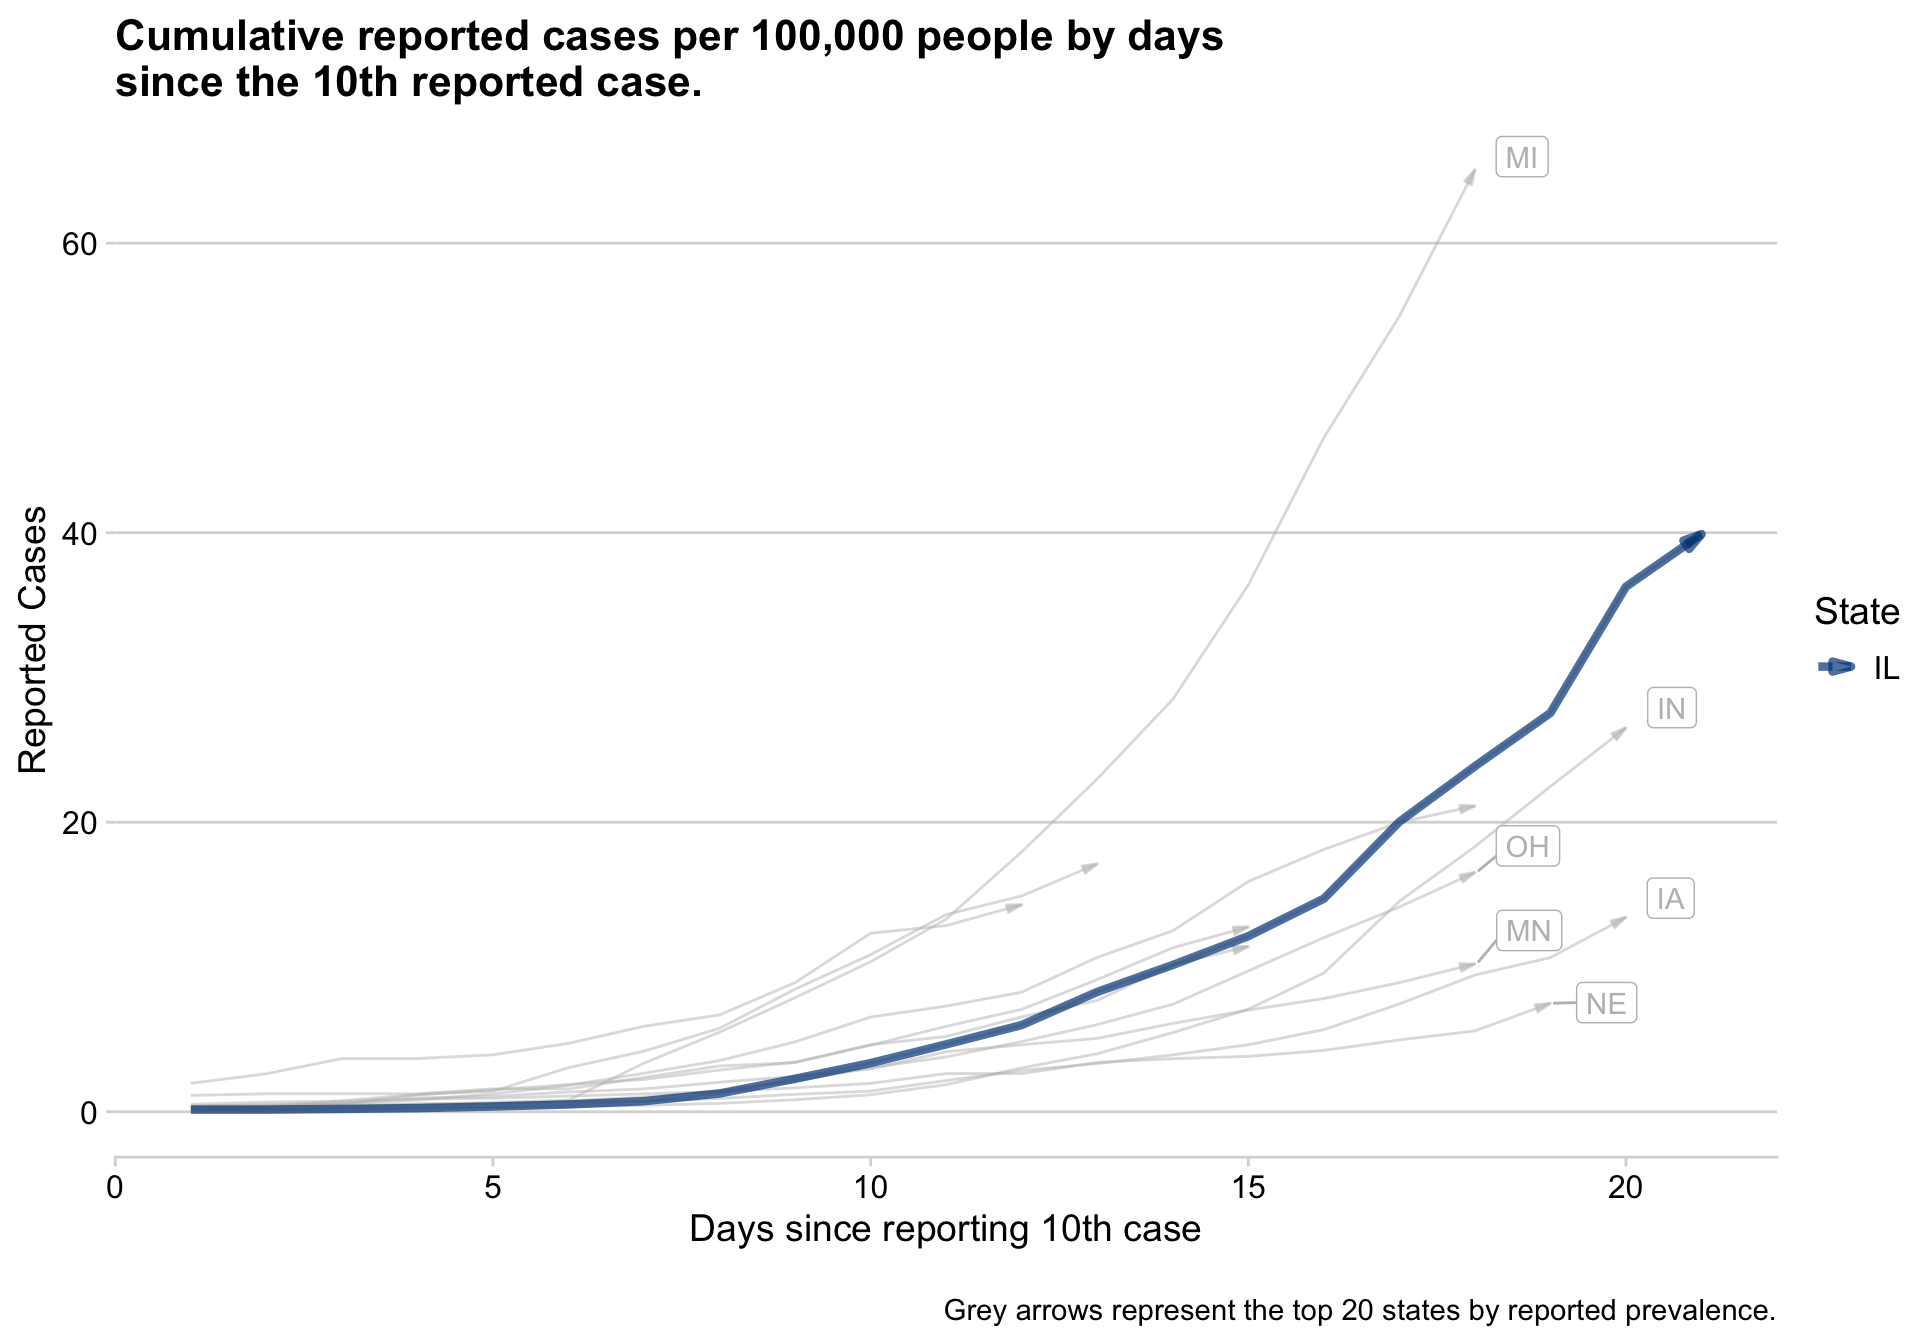 Cumulative reported cases per 100,000 people by days
since the 10th reported case.
MI
60
40
Reported Cases
State
IL
IN
20
OH
IA
MN
NE
0
0 5 10 15 20
Days since reporting 10th case
Grey arrows represent the top 20 states by reported prevalence.